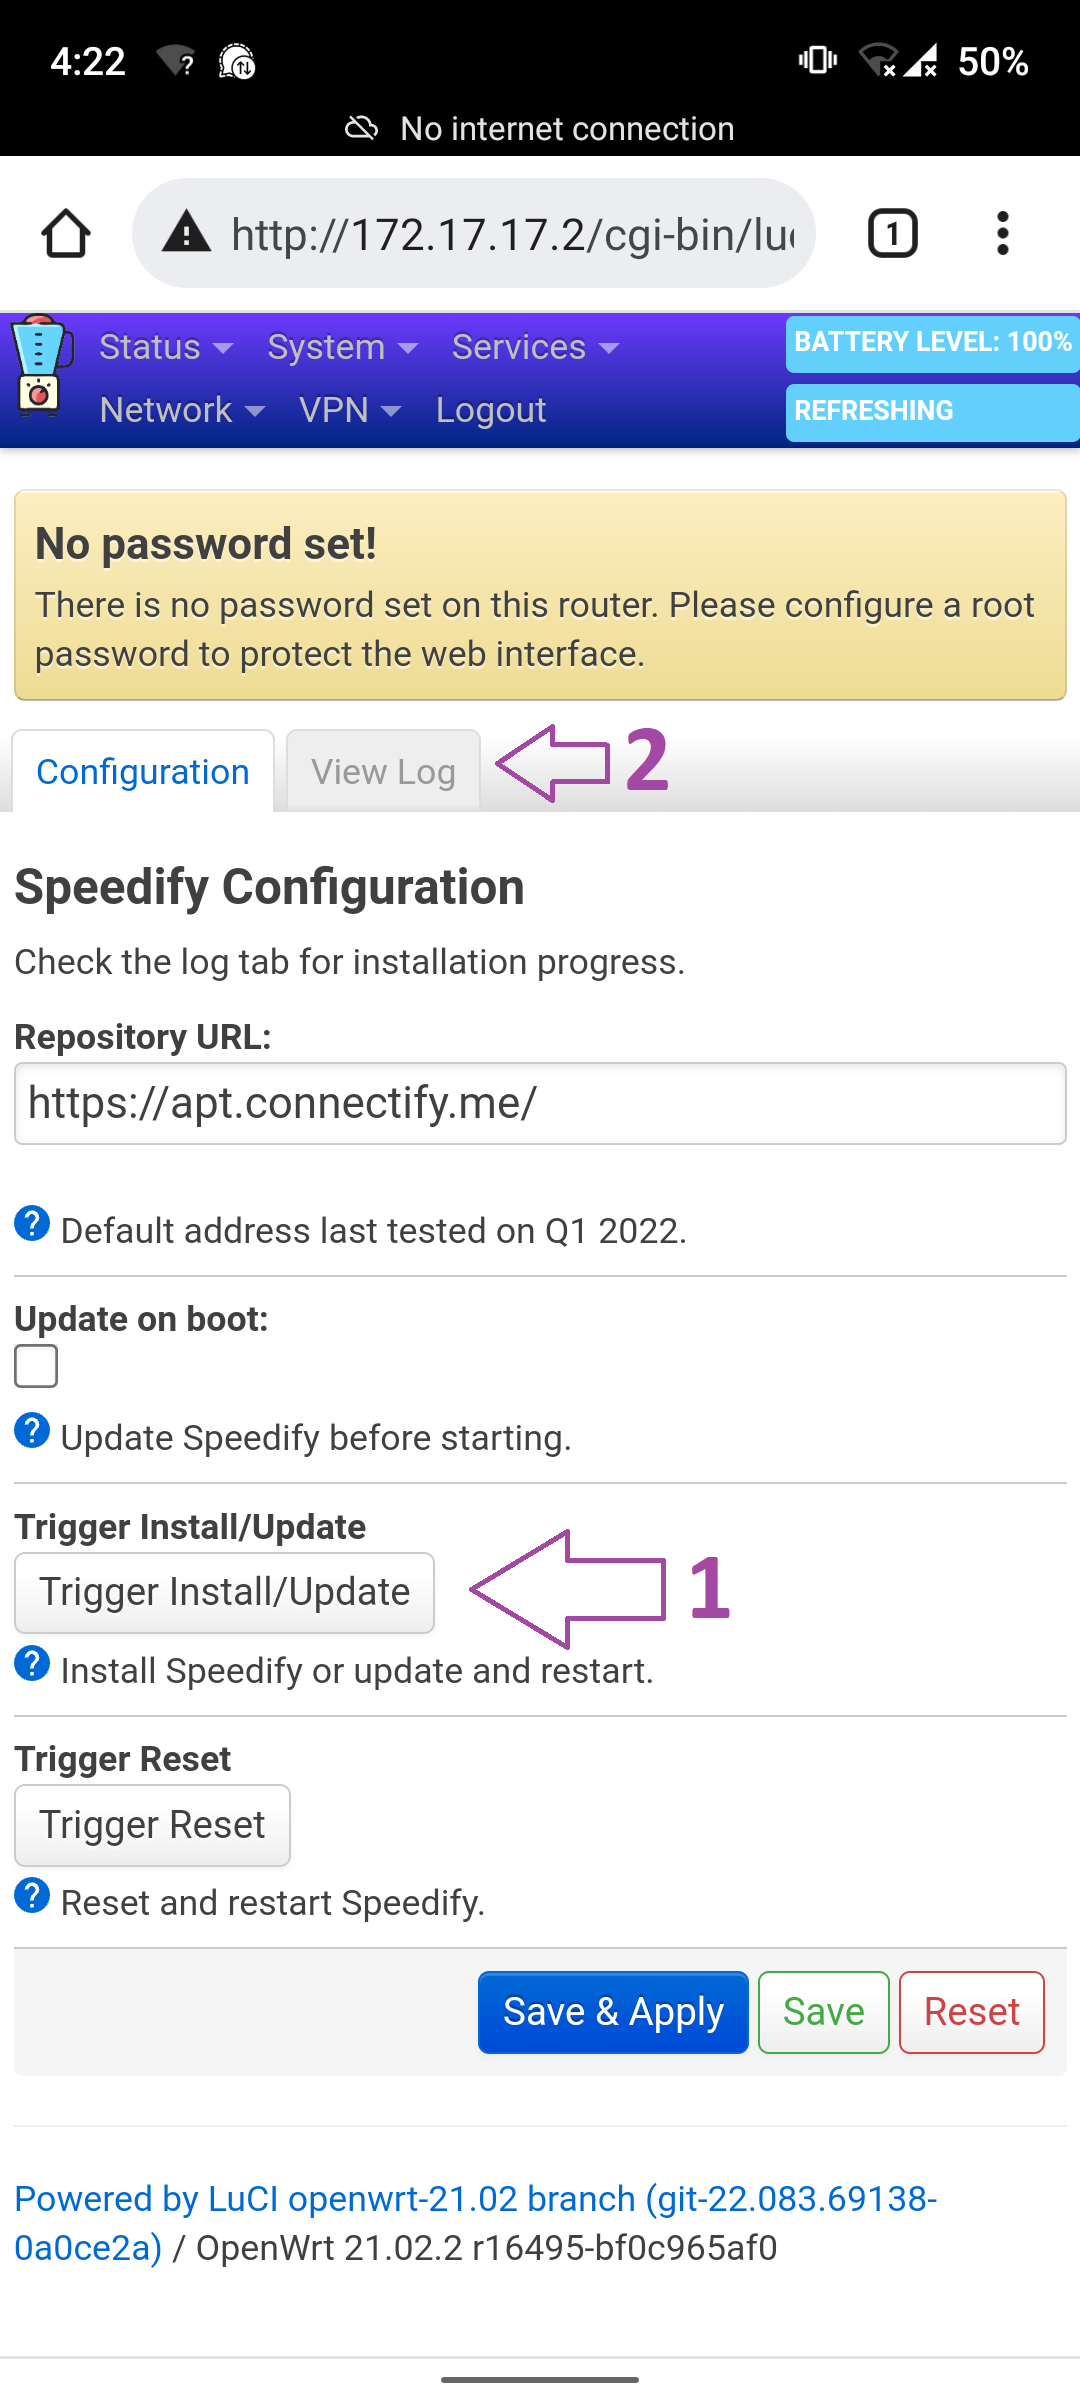 4:22
50%
No internet connection
http://172.17.17.2/cgi-bin/lu
1
Status System Services
BATTERY LEVEL: 100%
Network VPN Logout
REFRESHING
No password set!
There is no password set on this router. Please configure a root
password to protect the web interface.
Configuration
View Log
2
Speedify Configuration
Check the log tab for installation progress.
Repository URL:
https://apt.connectify.me/
Default address last tested on Q1 2022.
Update on boot:
Update Speedify before starting.
Trigger Install/Update
Trigger Install/Update
1
Install Speedify or update and restart.
Trigger Reset
Trigger Reset
Reset and restart Speedify.
Save & Apply
Save
Reset
Powered by LuCI openwrt-21.02 branch (git-22.083.69138-
0a0ce2a) / OpenWrt 21.02.2 r16495-bf0c965af0